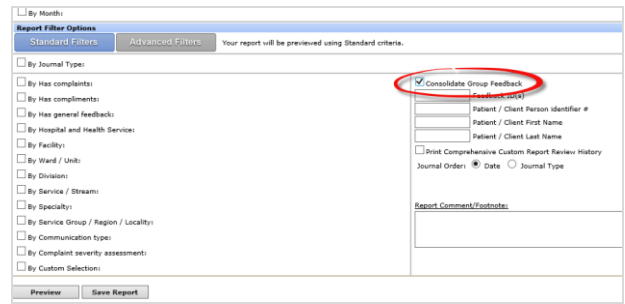 By Month:
Report Filter Options
Standard Filters Advanced Filters Your report will be previewed using Standard criteria.
By Journal Type:
By Has complaints:
By Has compliments:
By Has general feedback:
By Hospital and Health Service:
By Facility:
By Ward / Unit:
By Division:
By Service / Stream:
By Specialty:
By Service Group / Region / Locality:
By Communication type:
By Complaint severity assessment:
By Custom Selection:
Consolidate Group Feedback
Feedback ID(s)
Patient / Client Person identifier #
Patient / Client First Name
Patient / Client Last Name
Print Comprehensive Custom Report Review History
Journal Order: Date Journal Type
Report Comment/Footnote:
Preview Save Report